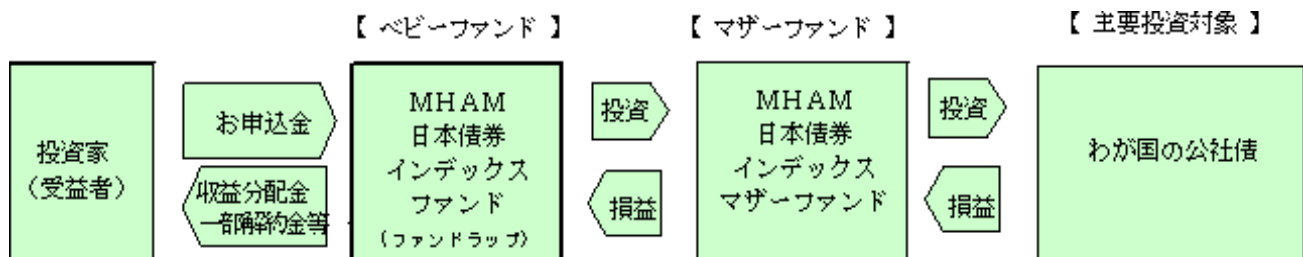 【 ベビーファンド 】
【 マザーファンド 】
【 主要投資対象 】
投資家
（受益者）
お申込金
収益分配金
一部解約金等
MHAM
日本債券
インデックス
ファンド
（ファンドラップ）
投資
損益
MHAM
日本債券
インデックス
マザーファンド
投資
損益
わが国の公社債